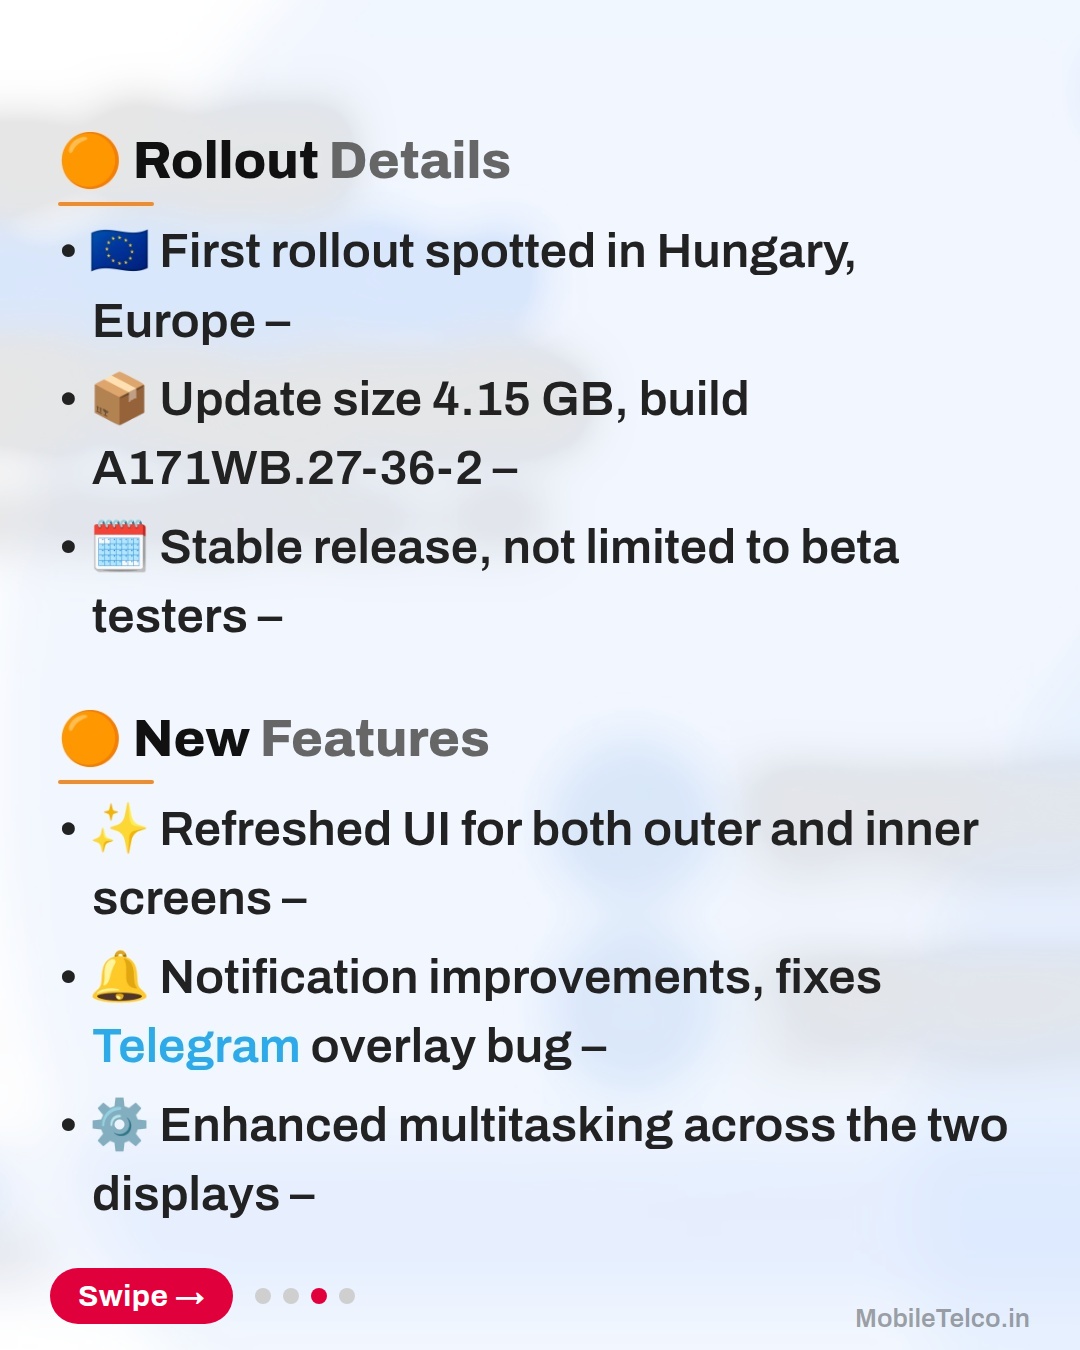 🟠 Rollout Details
• 🇪🇺 First rollout spotted in Hungary,
Europe –
• 📦 Update size 4.15 GB, build
A171WB.27-36-2 –
• 🗓️ Stable release, not limited to beta
testers –
🟠 New Features
• ✨ Refreshed UI for both outer and inner
screens –
• 🔔 Notification improvements, fixes
Telegram overlay bug –
• ⚙️ Enhanced multitasking across the two
displays –
Swipe →
MobileTelco.in